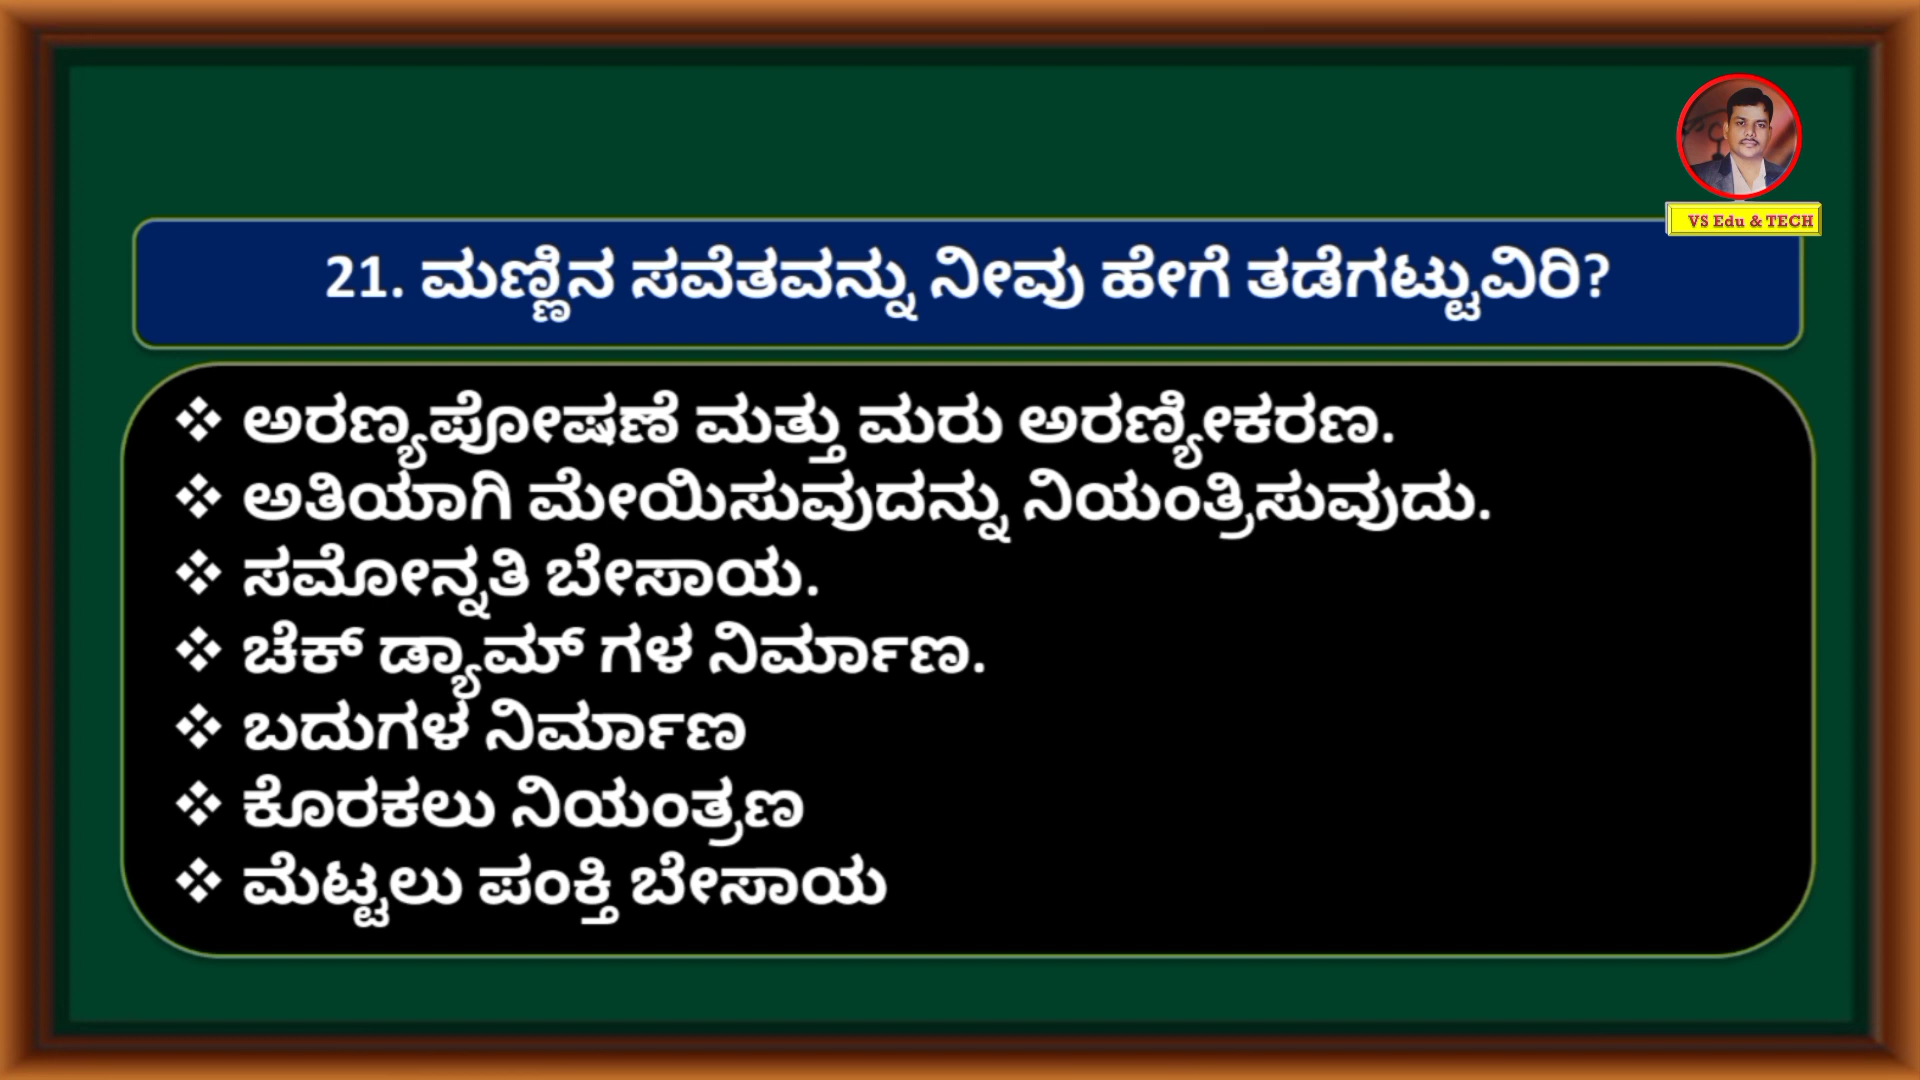 VS Edu & TECH
21. ಮಣ್ಣಿನ ಸವೆತವನ್ನು ನೀವು ಹೇಗೆ ತಡೆಗಟ್ಟುವಿರಿ?
❖ ಅರಣ್ಯಪೋಷಣೆ ಮತ್ತು ಮರು ಅರಣ್ಯೀಕರಣ.
❖ ಅತಿಯಾಗಿ ಮೇಯಿಸುವುದನ್ನು ನಿಯಂತ್ರಿಸುವುದು.
❖ ಸಮೋನ್ನತಿ ಬೇಸಾಯ.
❖ ಚೆಕ್ ಡ್ಯಾಮ್ ಗಳ ನಿರ್ಮಾಣ.
❖ ಬದುಗಳ ನಿರ್ಮಾಣ
❖ ಕೊರಕಲು ನಿಯಂತ್ರಣ
❖ ಮೆಟ್ಟಲು ಪಂಕ್ತಿ ಬೇಸಾಯ